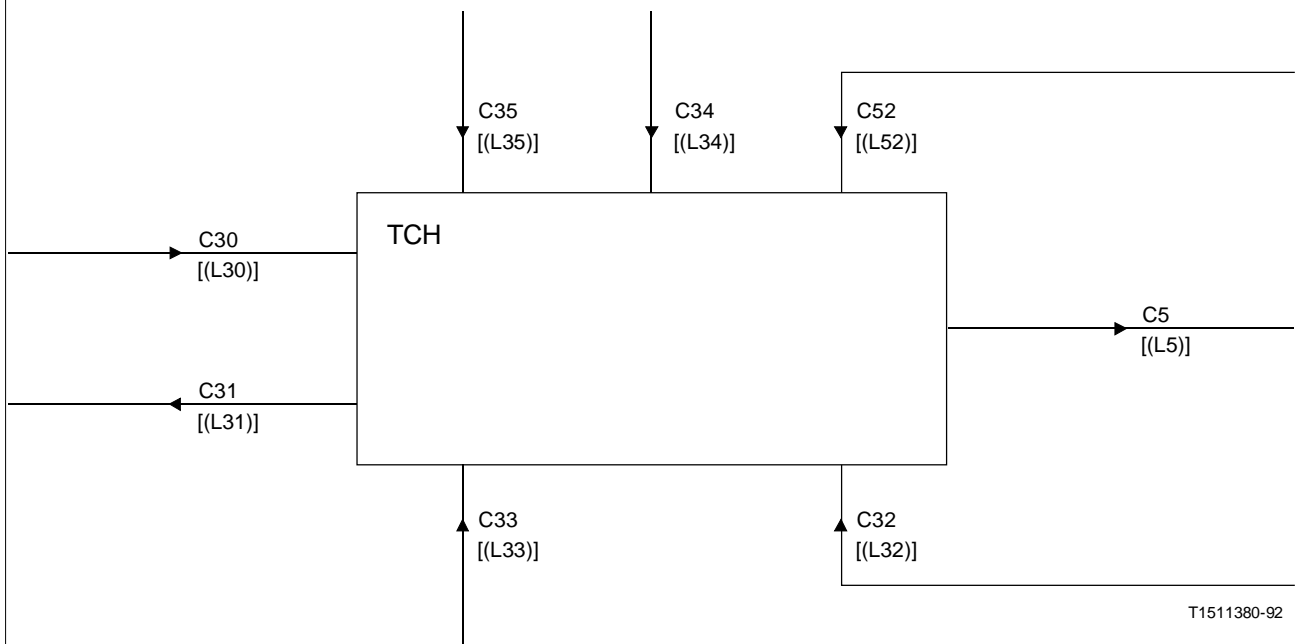 C35
[(L35)]
C34
[(L34)]
C52
[(L52)]
TCH
C30
[(L30)]
C5
[(L5)]
C31
[(L31)]
C33
[(L33)]
C32
[(L32)]
T1511380-92